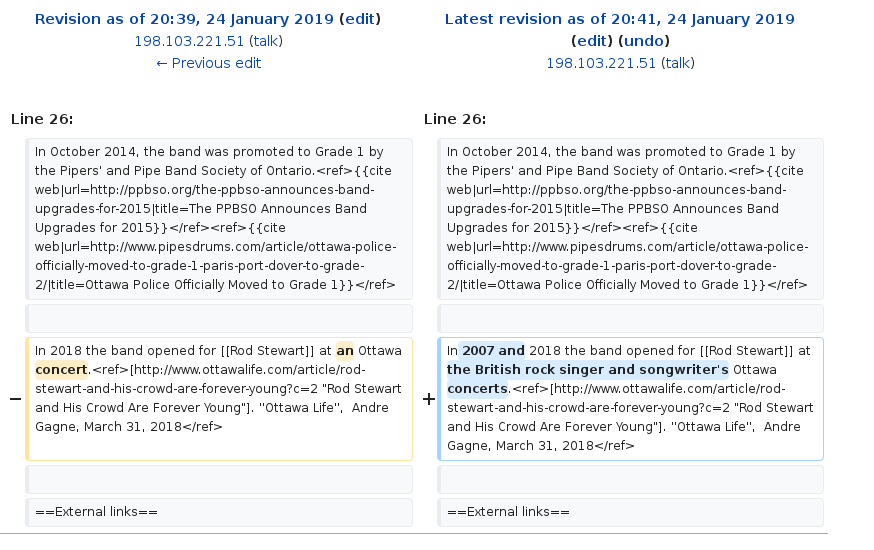 Revision as of 20:39, 24 January 2019 (edit)
198.103.221.51 (talk)
← Previous edit
Latest revision as of 20:41, 24 January 2019
(edit) (undo)
198.103.221.51 (talk)
Line 26:
Line 26:
In October 2014, the band was promoted to Grade 1 by
the Pipers' and Pipe Band Society of Ontario.<ref>{{cite
web|url=http://ppbso.org/the-ppbso-announces-band-
upgrades-for-2015|title=The PPBSO Announces Band
Upgrades for 2015}}</ref><ref>{{cite
web|url=http://www.pipesdrums.com/article/ottawa-police-
officially-moved-to-grade-1-paris-port-dover-to-grade-
2/|title=Ottawa Police Officially Moved to Grade 1}}</ref>
In October 2014, the band was promoted to Grade 1 by
the Pipers' and Pipe Band Society of Ontario.<ref>{{cite
web|url=http://ppbso.org/the-ppbso-announces-band-
upgrades-for-2015|title=The PPBSO Announces Band
Upgrades for 2015}}</ref><ref>{{cite
web|url=http://www.pipesdrums.com/article/ottawa-police-
officially-moved-to-grade-1-paris-port-dover-to-grade-
2/|title=Ottawa Police Officially Moved to Grade 1}}</ref>
−
In 2018 the band opened for [[Rod Stewart]] at an Ottawa
concert.<ref>[http://www.ottawalife.com/article/rod-
stewart-and-his-crowd-are-forever-young?c=2 "Rod Stewart
and His Crowd Are Forever Young"]. ''Ottawa Life'',  Andre
Gagne, March 31, 2018</ref>
+
In 2007 and 2018 the band opened for [[Rod Stewart]] at
the British rock singer and songwriter's Ottawa
concerts.<ref>[http://www.ottawalife.com/article/rod-
stewart-and-his-crowd-are-forever-young?c=2 "Rod Stewart
and His Crowd Are Forever Young"]. ''Ottawa Life'',  Andre
Gagne, March 31, 2018</ref>
==External links==
==External links==